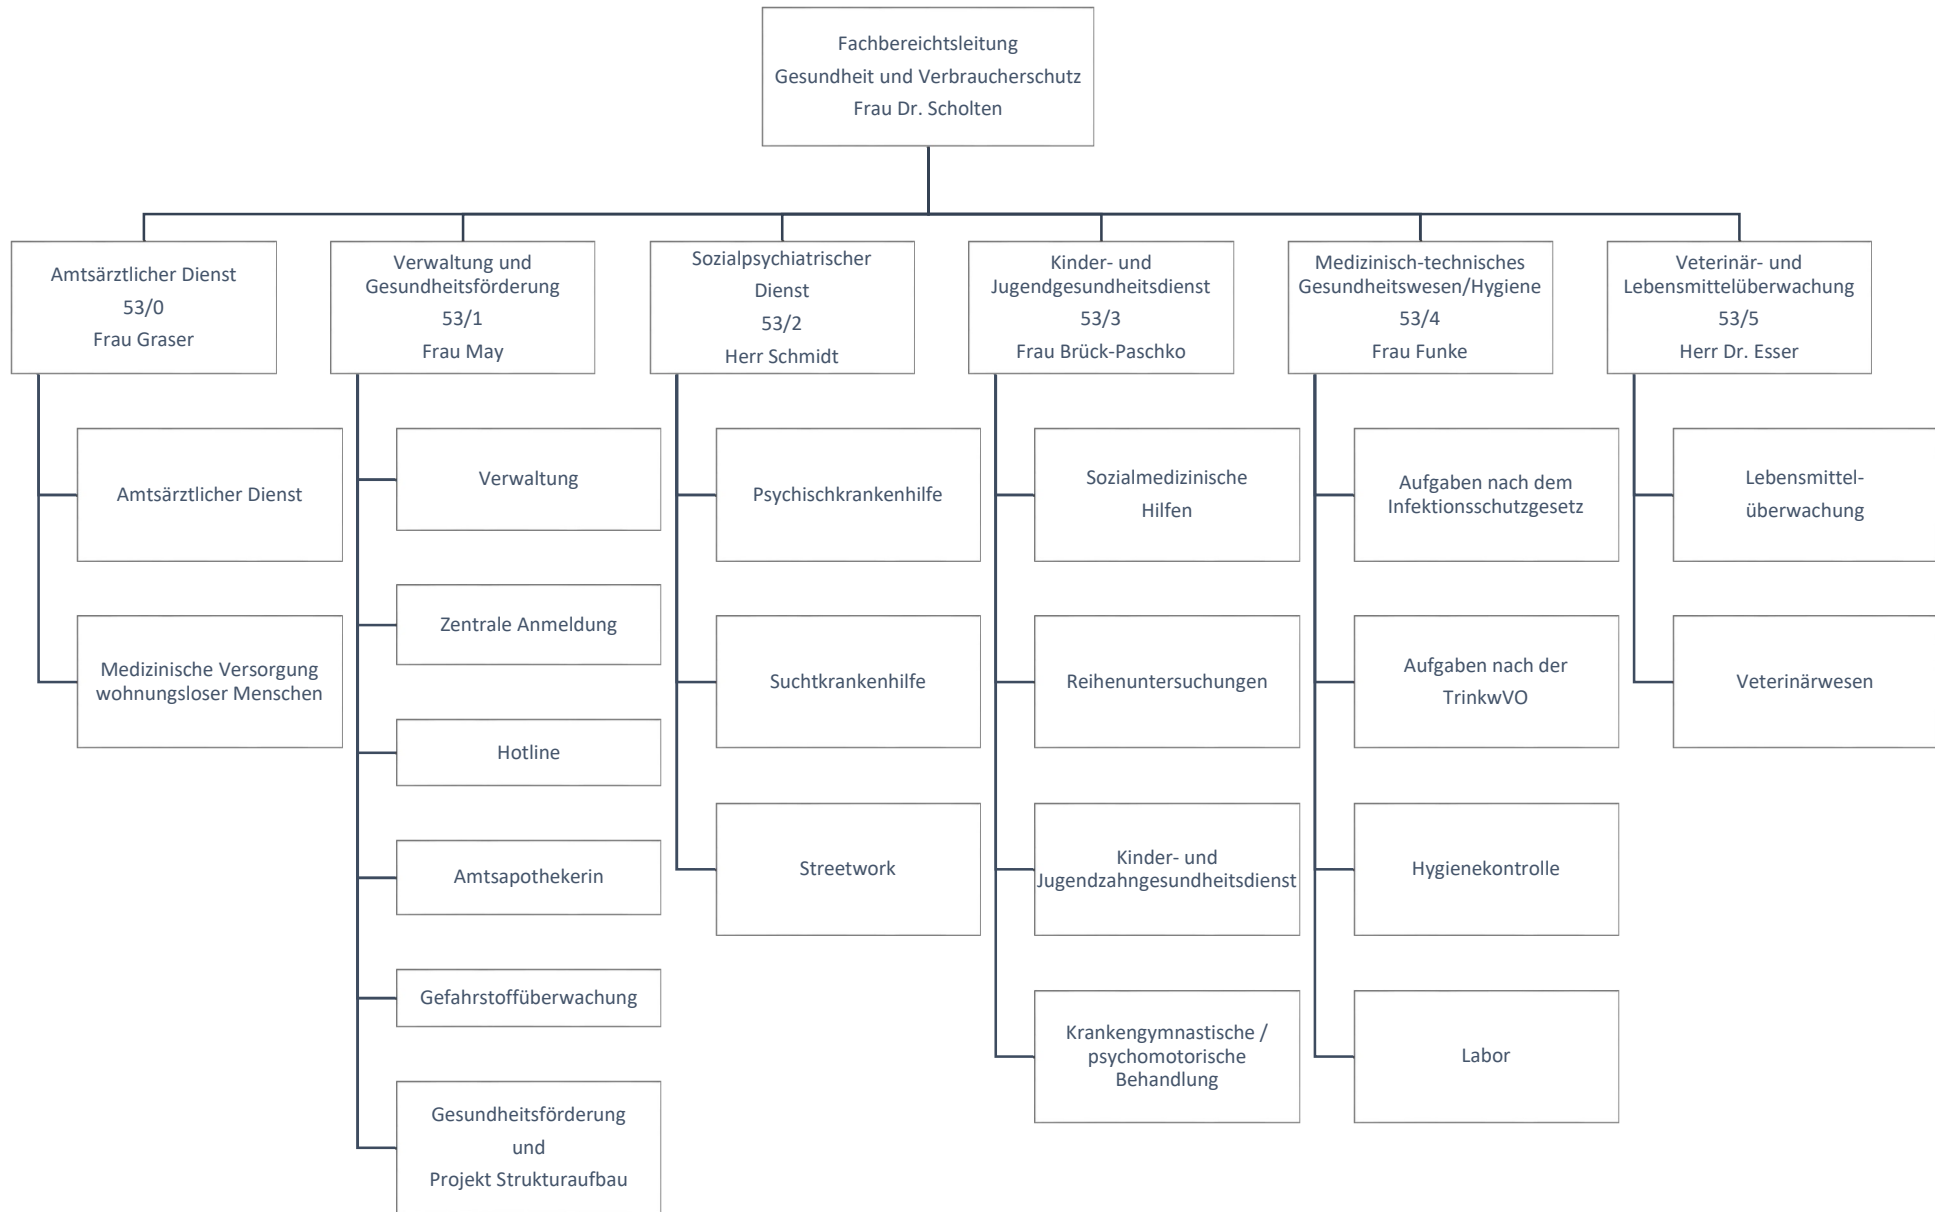 Fachbereichtsleitung
Gesundheit und Verbraucherschutz
Frau Dr. Scholten
Amtsärztlicher Dienst
53/0
Frau Graser
Verwaltung und
Gesundheitsförderung
53/1
Frau May
Sozialpsychiatrischer
Dienst
53/2
Herr Schmidt
Kinder- und
Jugendgesundheitsdienst
53/3
Frau Brück-Paschko
Medizinisch-technisches
Gesundheitswesen/Hygiene
53/4
Frau Funke
Veterinär- und
Lebensmittelüberwachung
53/5
Herr Dr. Esser
Amtsärztlicher Dienst
Medizinische Versorgung
wohnungsloser Menschen
Verwaltung
Zentrale Anmeldung
Hotline
Amtsapothekerin
Gefahrstoffüberwachung
Gesundheitsförderung
und
Projekt Strukturaufbau
Psychischkrankenhilfe
Suchtkrankenhilfe
Streetwork
Sozialmedizinische
Hilfen
Reihenuntersuchungen
Kinder- und
Jugendzahngesundheitsdienst
Krankengymnastische /
psychomotorische
Behandlung
Aufgaben nach dem
Infektionsschutzgesetz
Aufgaben nach der
TrinkwVO
Hygienekontrolle
Labor
Lebensmittel-
überwachung
Veterinärwesen